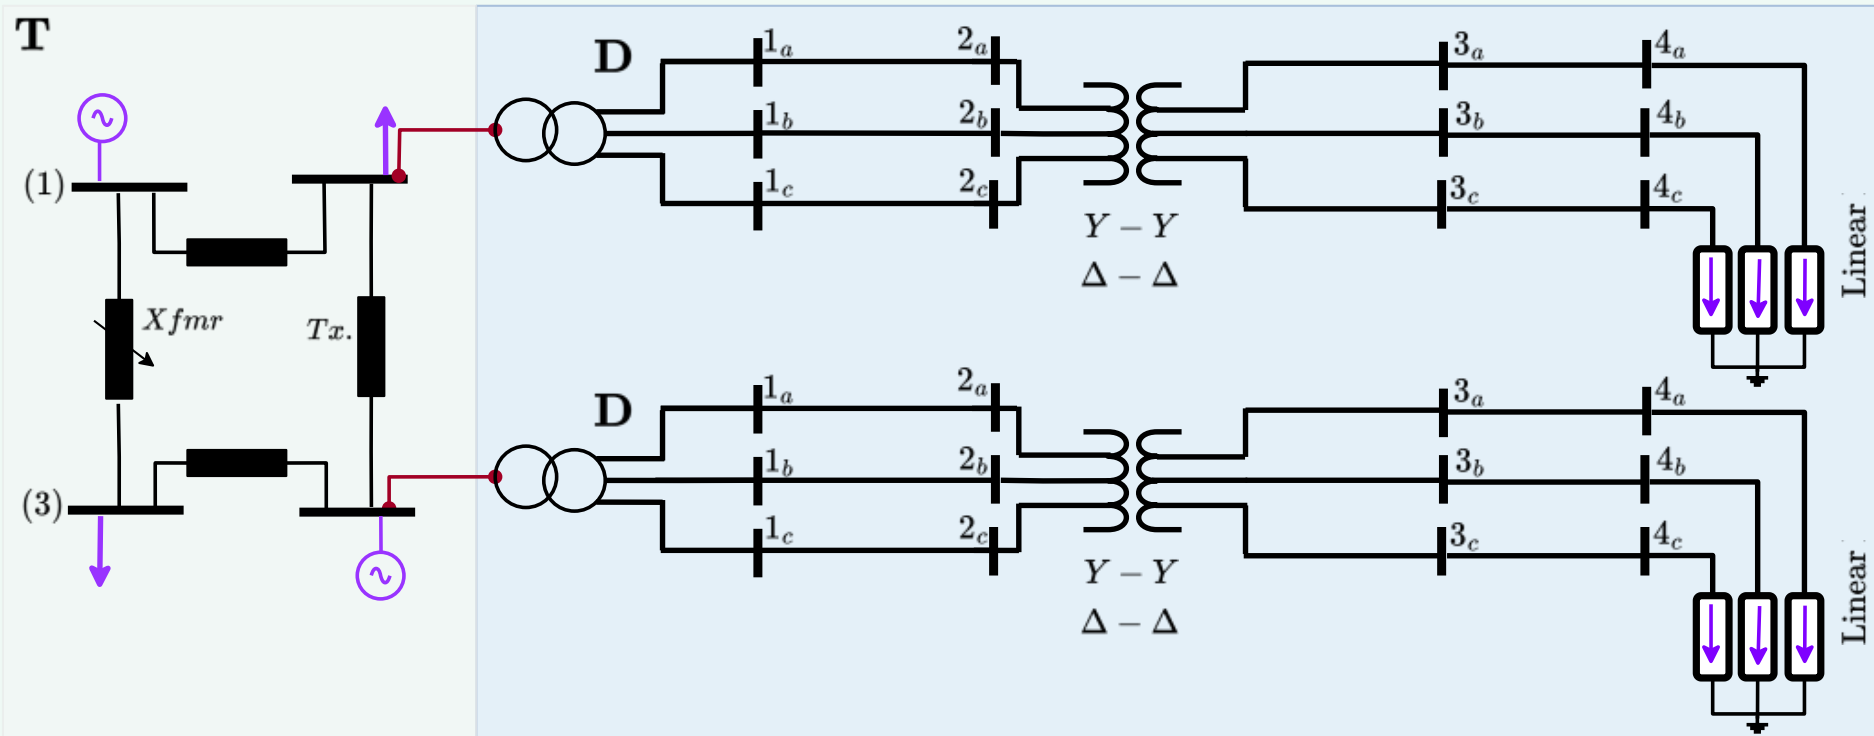 T
(1)
Xfmr
Tx.
(3)
D
1a
2a
3a
4a
1b
2b
3b
4b
1c
2c
3c
4c
Y – Y
Δ – Δ
Linear
D
1a
2a
3a
4a
1b
2b
3b
4b
1c
2c
3c
4c
Y – Y
Δ – Δ
Linear